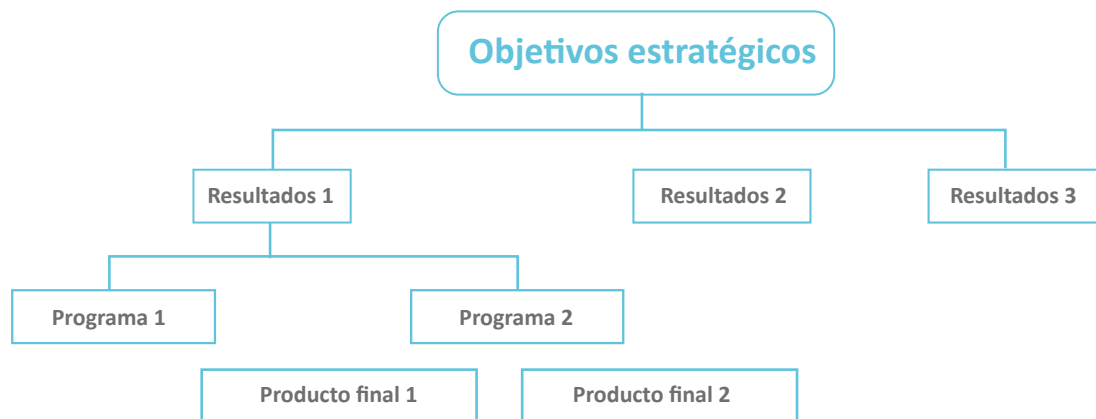 Objetivos estratégicos
Resultados 1
Resultados 2
Resultados 3
Programa 1
Programa 2
Producto final 1
Producto final 2